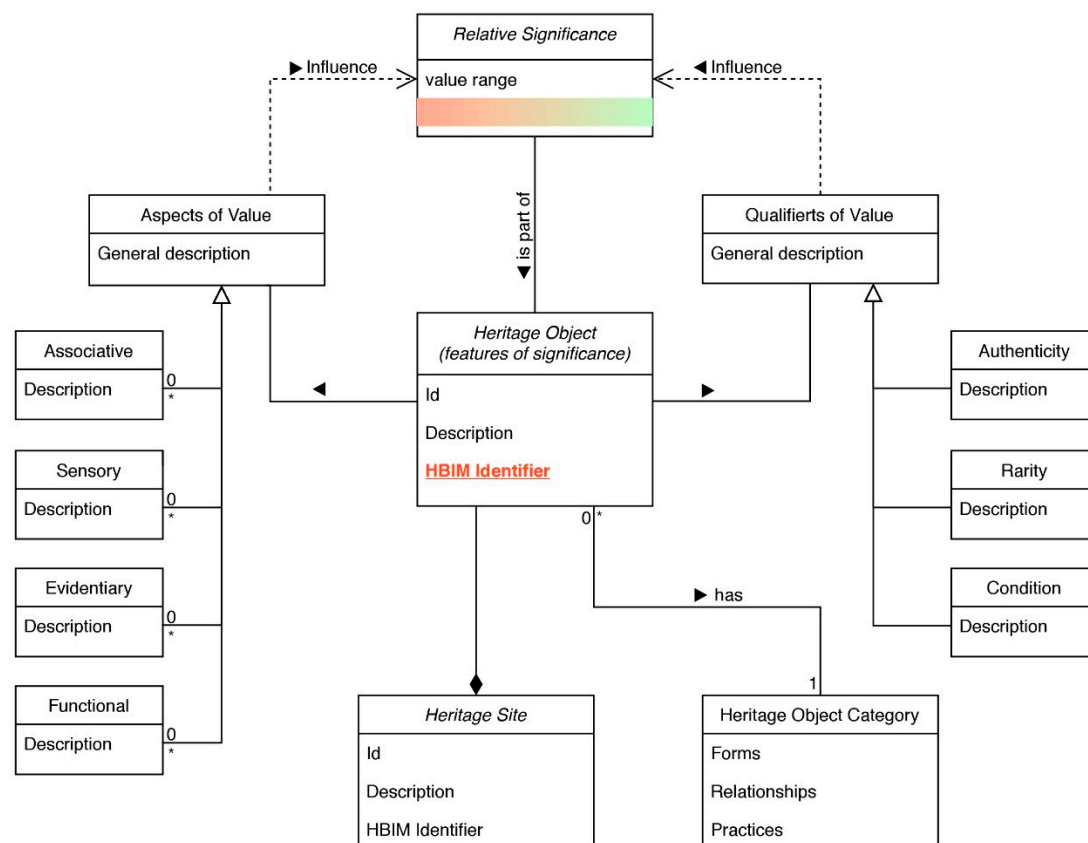 Relative Significance
value range
▶ Influence
◀ Influence
Aspects of Value
General description
Qualifierts of Value
General description
◀ is part of
Heritage Object
(features of significance)
Id
Description
HBIM Identifier
Associative
Description
0
*
Sensory
Description
0
*
Evidentiary
Description
0
*
Functional
Description
0
*
Authenticity
Description
Rarity
Description
Condition
Description
0 *
▶ has
1
Heritage Site
Id
Description
HBIM Identifier
Heritage Object Category
Forms
Relationships
Practices